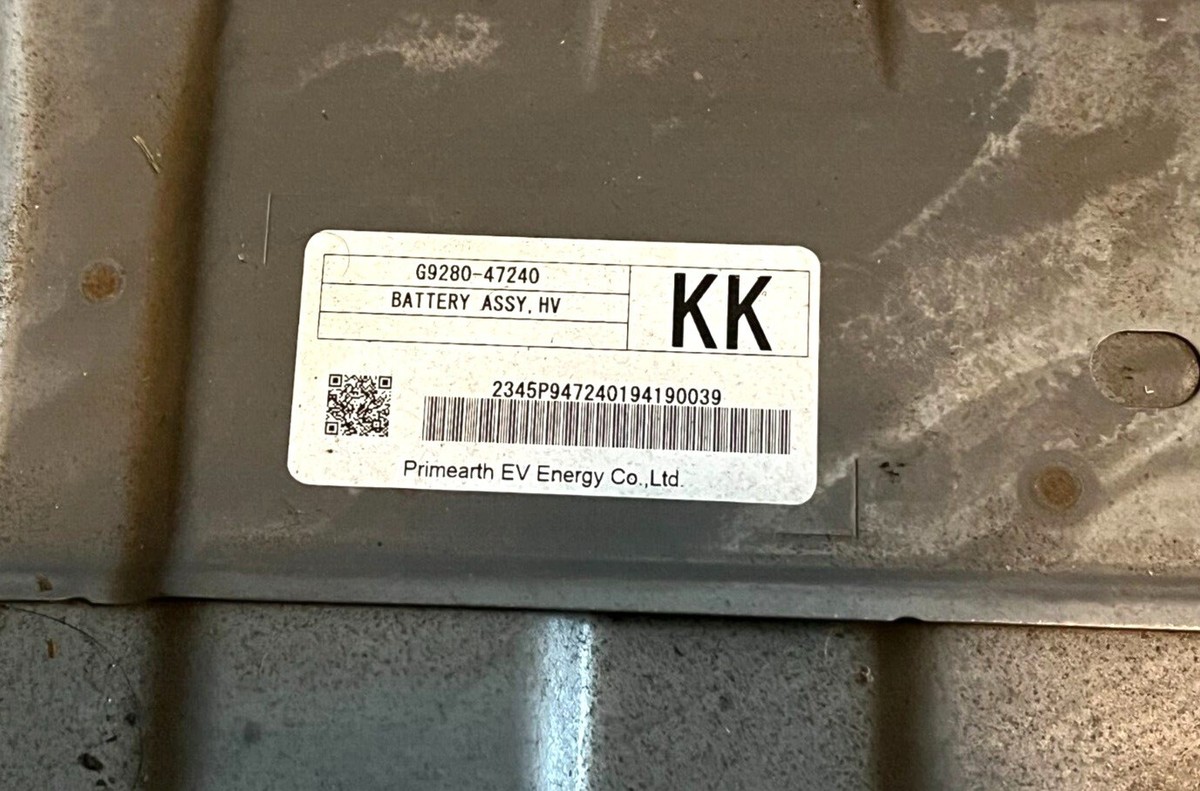 G9280-47240
BATTERY ASSY, HV
KK
2345P947240194190039
Primearth EV Energy Co.,Ltd.